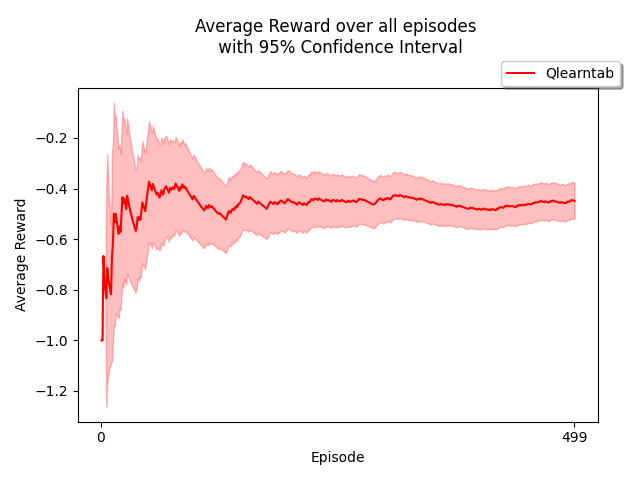 Average Reward over all episodes
with 95% Confidence Interval
Qlearntab
−0.2
−0.4
−0.6
−0.8
−1.0
−1.2
Average Reward
0
499
Episode